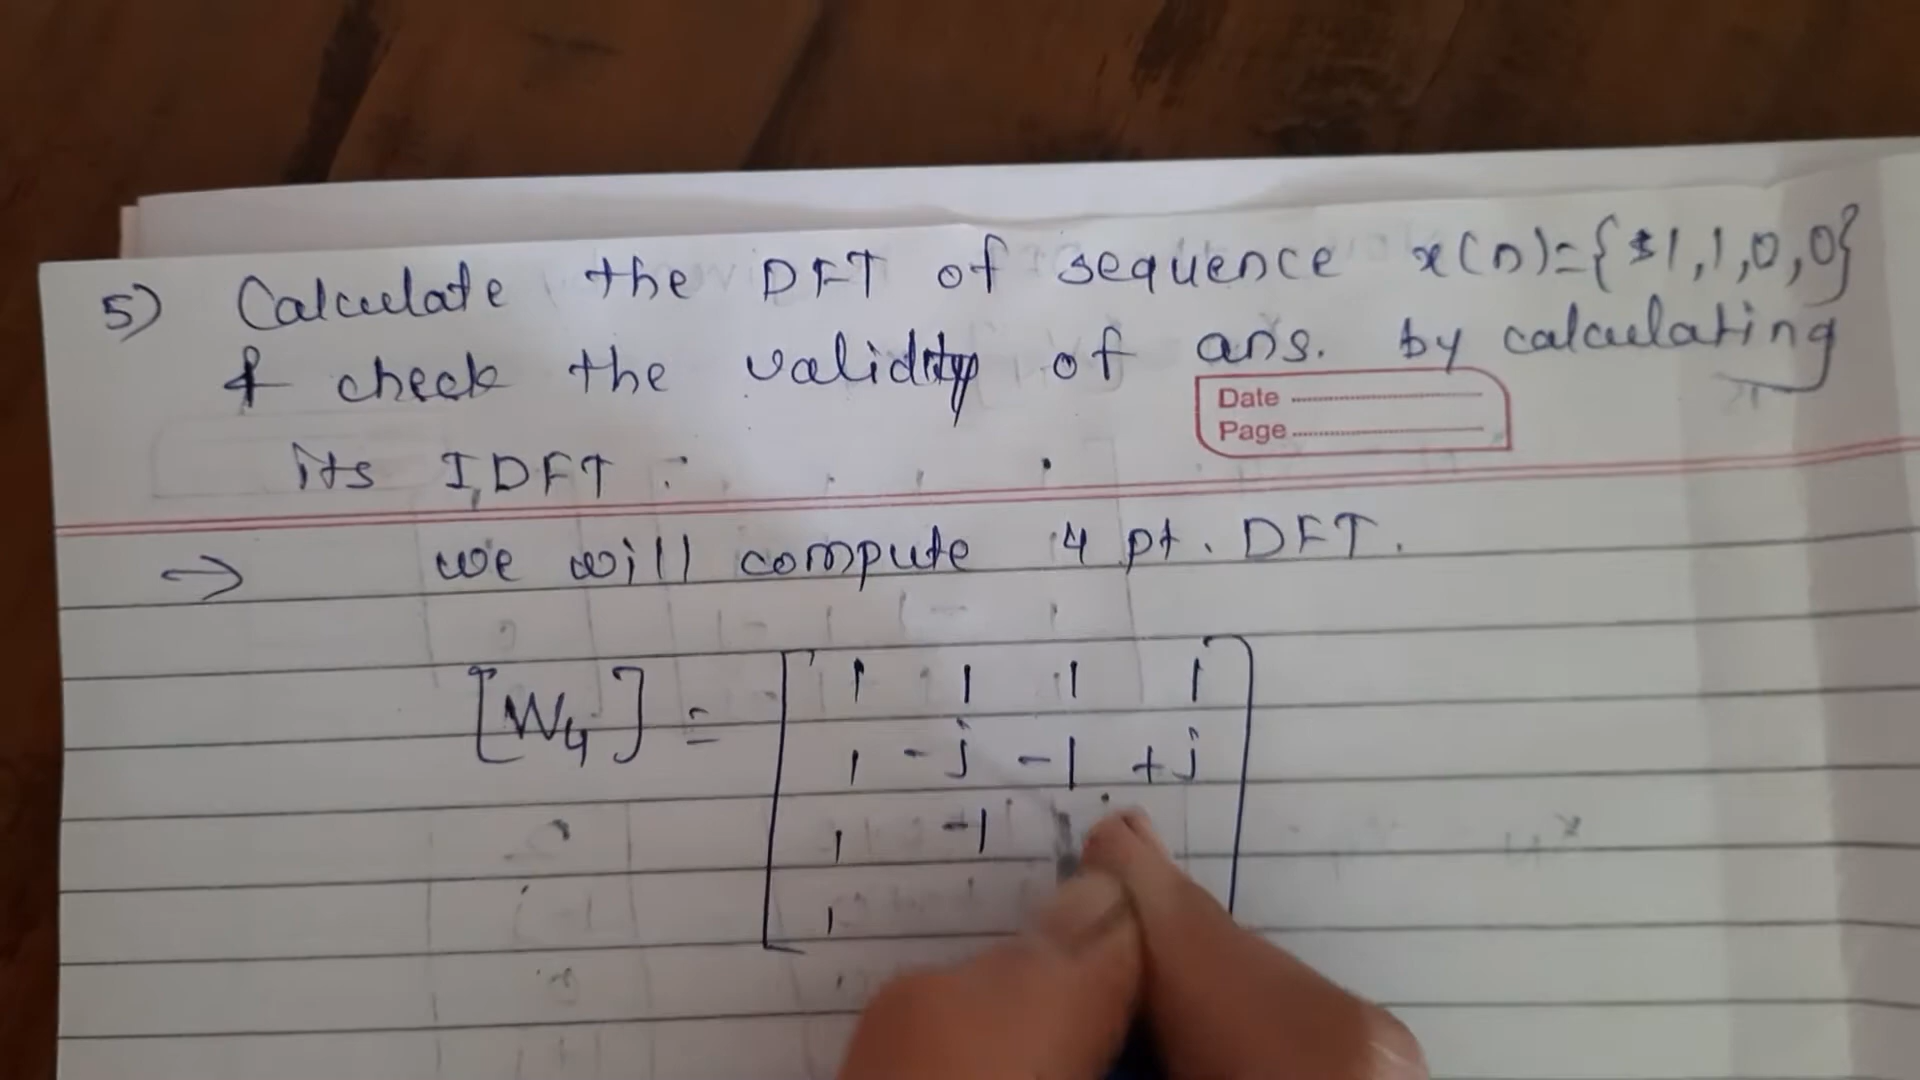 5) Calculate the DFT of sequence x(n)={1,1,0,0}
& check the validity of ans. by calculating
Date
Page
its IDFT.
→ we will compute 4 pt. DFT.
[W4] = [ 1 1 1 1
1 -j -1 +j
1 -1
1